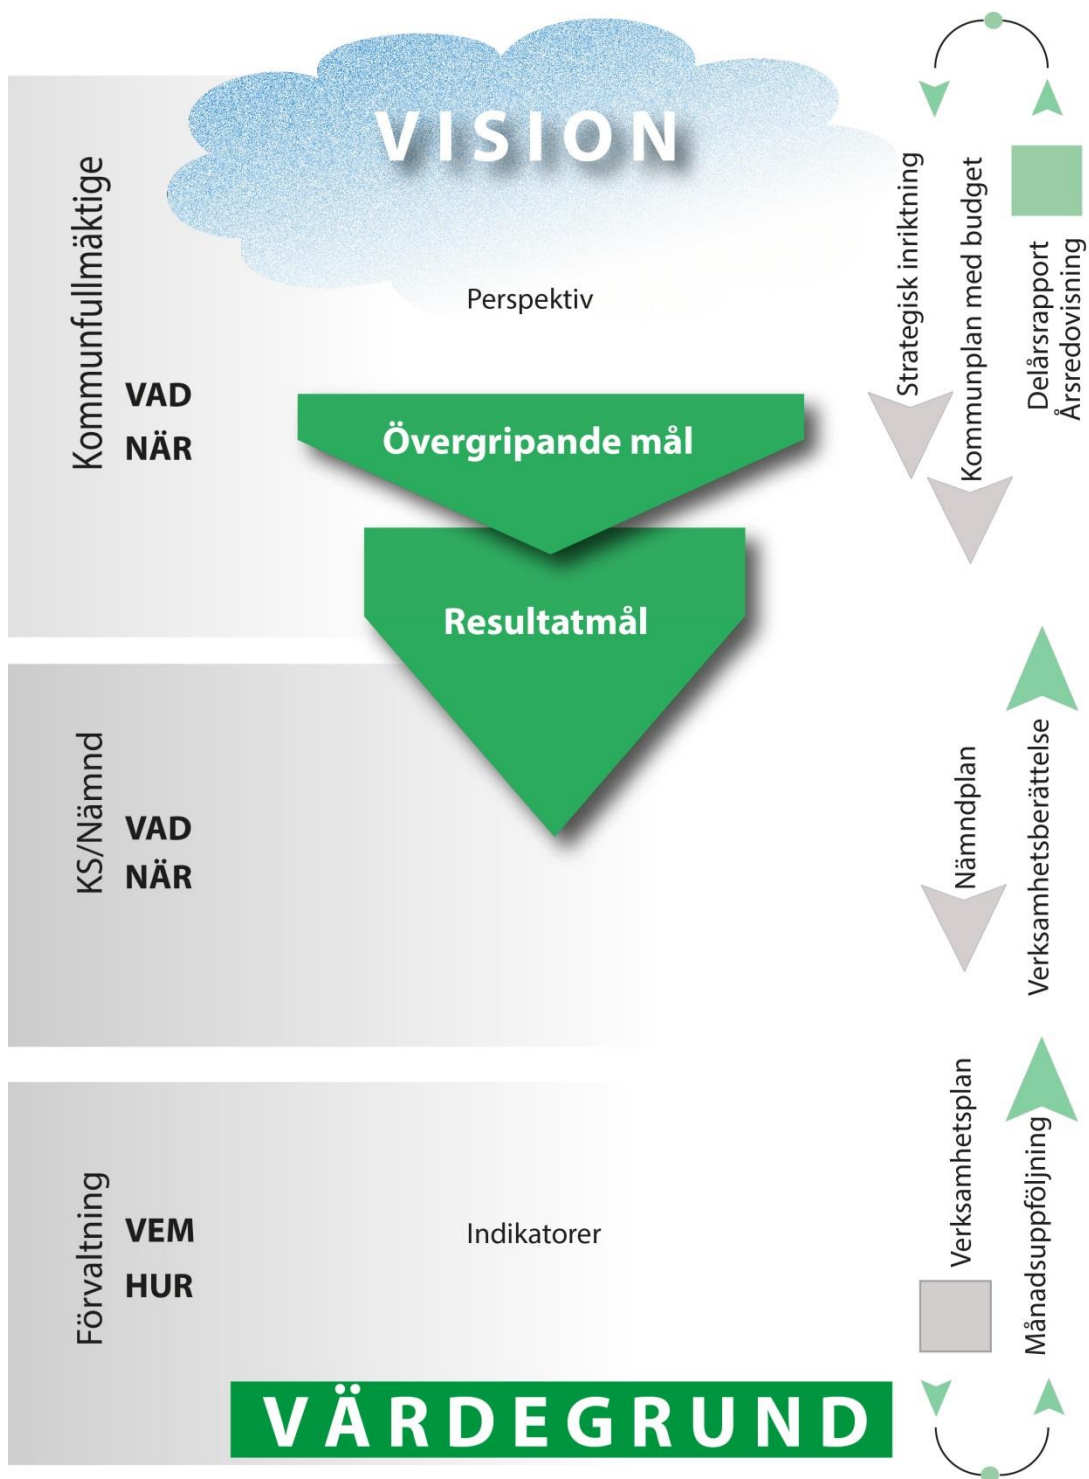 VISION
Perspektiv
Kommunfullmäktige
VAD
NÄR
Övergripande mål
Resultatmål
Strategisk inriktning
Kommunplan med budget
Delårsrapport
Årsredovisning
KS/Nämnd
VAD
NÄR
Nämndplan
Verksamhetsberättelse
Förvaltning
VEM
HUR
Indikatorer
Verksamhetsplan
Månadsuppföljning
VÄRDEGRUND